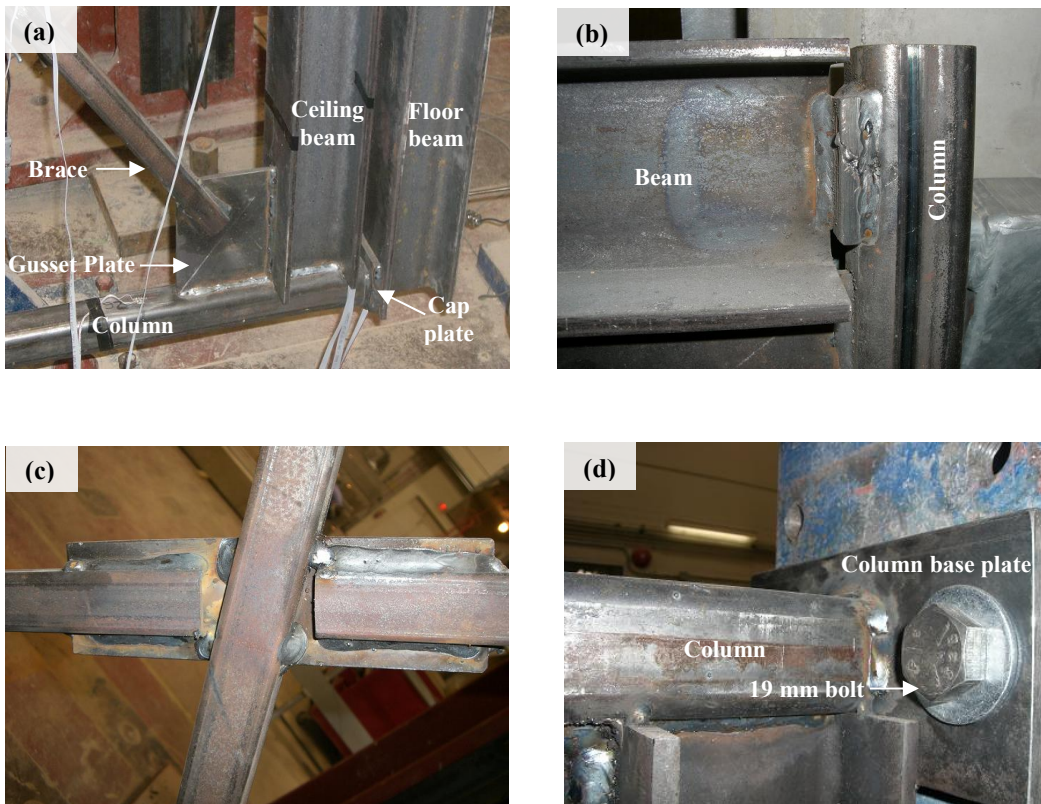 (a)
Ceiling
beam
Floor
beam
Brace
Gusset Plate
Column
Cap
plate
(b)
Beam
Column
(c)
(d)
Column base plate
Column
19 mm bolt